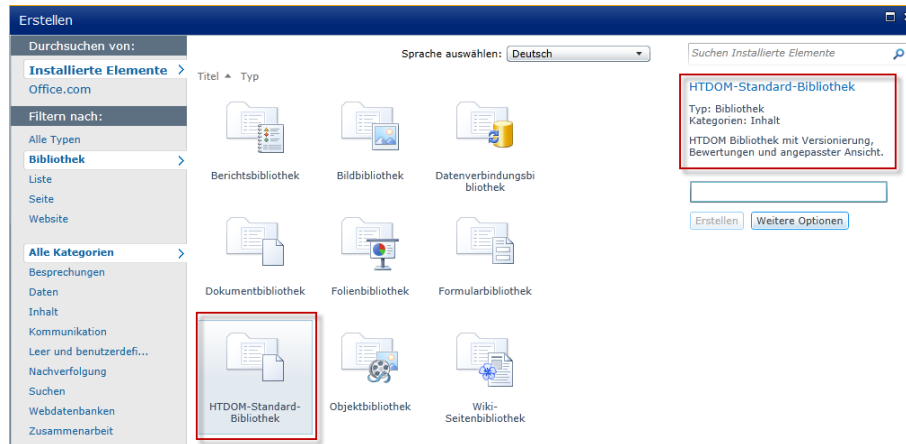 Erstellen
Durchsuchen von:
Installierte Elemente
Office.com
Filtern nach:
Alle Typen
Bibliothek
Liste
Seite
Website
Alle Kategorien
Besprechungen
Daten
Inhalt
Kommunikation
Leer und benutzerdefi...
Nachverfolgung
Suchen
Webdatenbanken
Zusammenarbeit
Sprache auswählen: Deutsch
Titel Typ
Berichtsbibliothek
Bildbibliothek
Datenverbindungsbi
bliothek
Dokumentbibliothek
Folienbibliothek
Formularbibliothek
HTDOM-Standard-
Bibliothek
Objektbibliothek
Wiki-
Seitenbibliothek
Suchen Installierte Elemente
HTDOM-Standard-Bibliothek
Typ: Bibliothek
Kategorien: Inhalt
HTDOM Bibliothek mit Versionierung,
Bewertungen und angepasster Ansicht.
Erstellen
Weitere Optionen